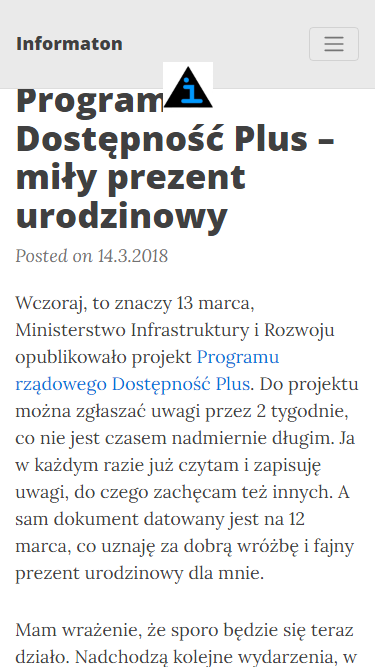 Informaton
Program
Dostępność Plus –
miły prezent
urodzinowy
Posted on 14.3.2018
Wczoraj, to znaczy 13 marca,
Ministerstwo Infrastruktury i Rozwoju
opublikowało projekt Programu
rządowego Dostępność Plus. Do projektu
można zgłaszać uwagi przez 2 tygodnie,
co nie jest czasem nadmiernie długim. Ja
w każdym razie już czytam i zapisuję
uwagi, do czego zachęcam też innych. A
sam dokument datowany jest na 12
marca, co uznaję za dobrą wróżbę i fajny
prezent urodzinowy dla mnie.
Mam wrażenie, że sporo będzie się teraz
działo. Nadchodzą kolejne wydarzenia, w